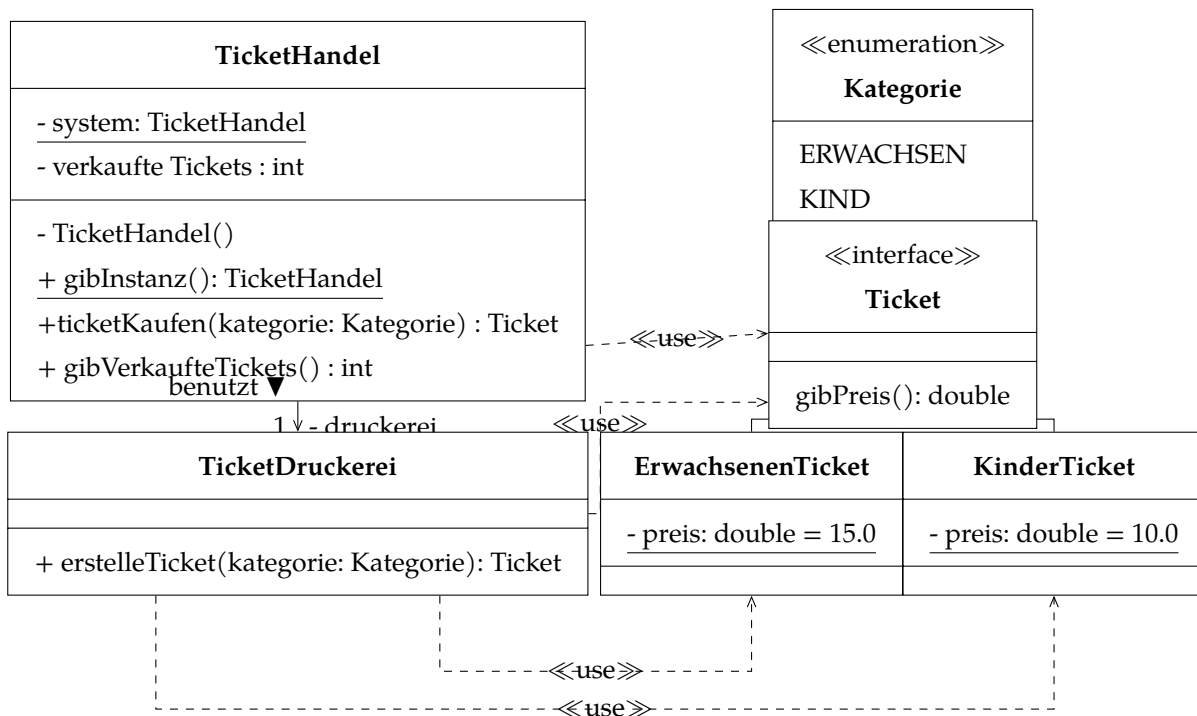 TicketHandel
- system: TicketHandel
- verkaufte Tickets : int
- TicketHandel()
+ gibInstanz(): TicketHandel
+ticketKaufen(kategorie: Kategorie) : Ticket
+ gibVerkaufteTickets() : int
benutzt ▼
1 - druckerei
≪enumeration≫
Kategorie
ERWACHSEN
KIND
≪interface≫
Ticket
gibPreis(): double
≪use≫
≪use≫
TicketDruckerei
+ erstelleTicket(kategorie: Kategorie): Ticket
ErwachsenenTicket
- preis: double = 15.0
KinderTicket
- preis: double = 10.0
≪use≫
≪use≫